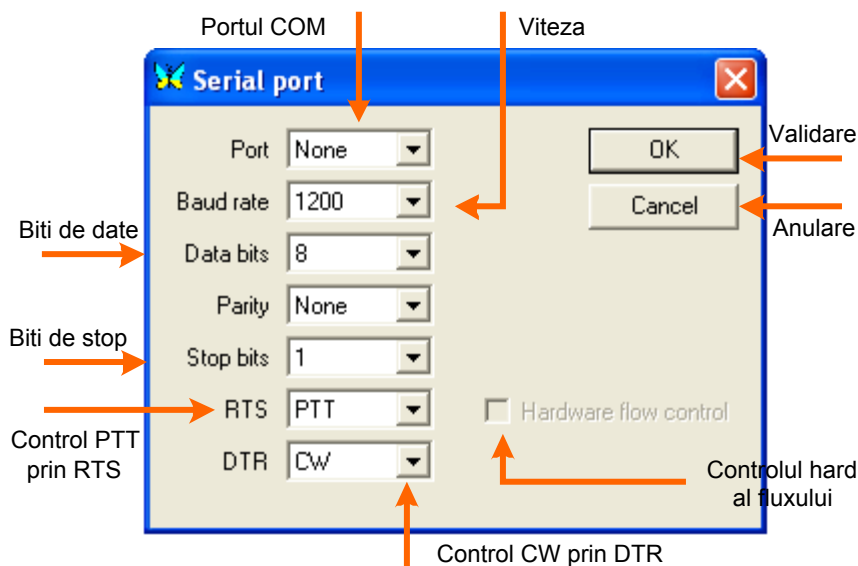 Portul COM
Viteza
Serial port
Port
None
OK
Validare
Baud rate
1200
Cancel
Anulare
Biti de date
Data bits
8
Parity
None
Biti de stop
Stop bits
1
RTS
PTT
Hardware flow control
Control PTT
prin RTS
DTR
CW
Controlul hard
al fluxului
Control CW prin DTR